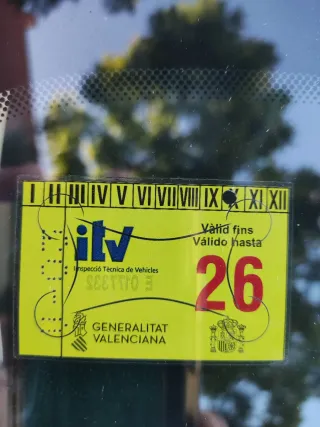 I II III IV V VI VII VIII IX X XI XII
itv
Inspecció Tècnica de Vehicles
Vàlid fins
Válido hasta
26
0177332
GENERALITAT
VALENCIANA